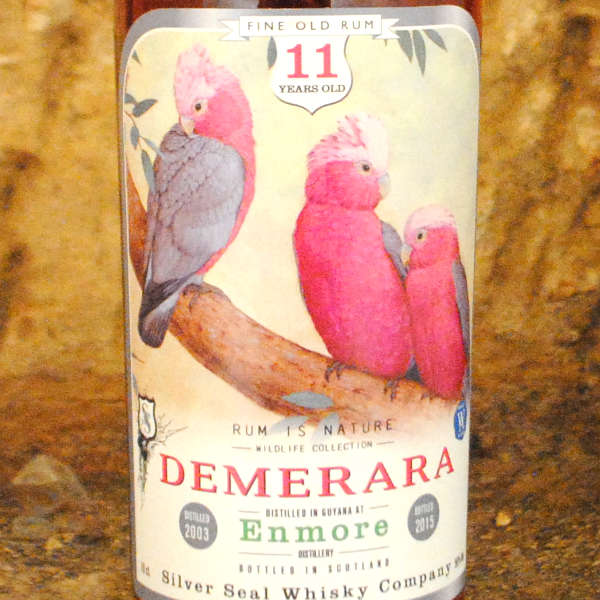 FINE OLD RUM
11
YEARS OLD
RUM IS NATURE
WILDLIFE COLLECTION
DEMERARA
DISTILLED IN GUYANA AT
DISTILLED
2003
Enmore
BOTTLED
2015
DISTILLERY
BOTTLED IN SCOTLAND
Silver Seal Whisky Company